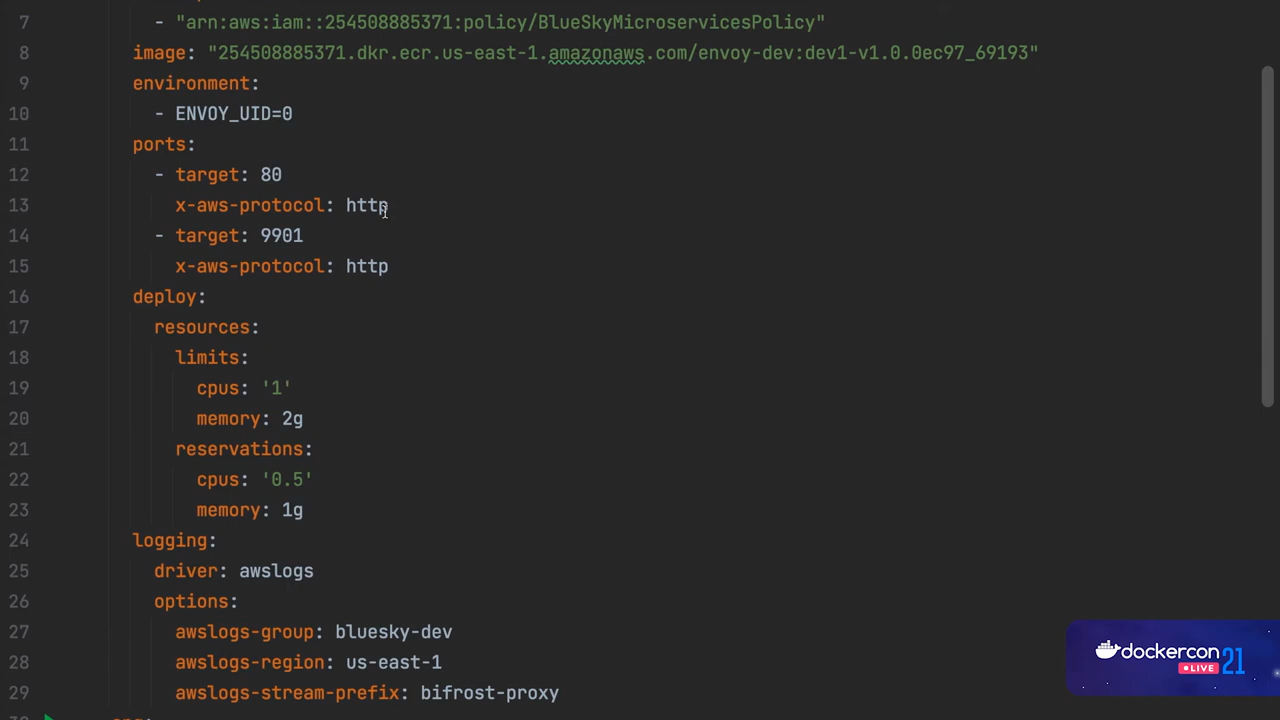 7 - "arn:aws:iam::254508885371:policy/BlueSkyMicroservicesPolicy"
8 image: "254508885371.dkr.ecr.us-east-1.amazonaws.com/envoy-dev:dev1-v1.0.0ec97_69193"
9 environment:
10 - ENVOY_UID=0
11 ports:
12 - target: 80
13 x-aws-protocol: http
14 - target: 9901
15 x-aws-protocol: http
16 deploy:
17 resources:
18 limits:
19 cpus: '1'
20 memory: 2g
21 reservations:
22 cpus: '0.5'
23 memory: 1g
24 logging:
25 driver: awslogs
26 options:
27 awslogs-group: bluesky-dev
28 awslogs-region: us-east-1
29 awslogs-stream-prefix: bifrost-proxy
dockercon 21
LIVE